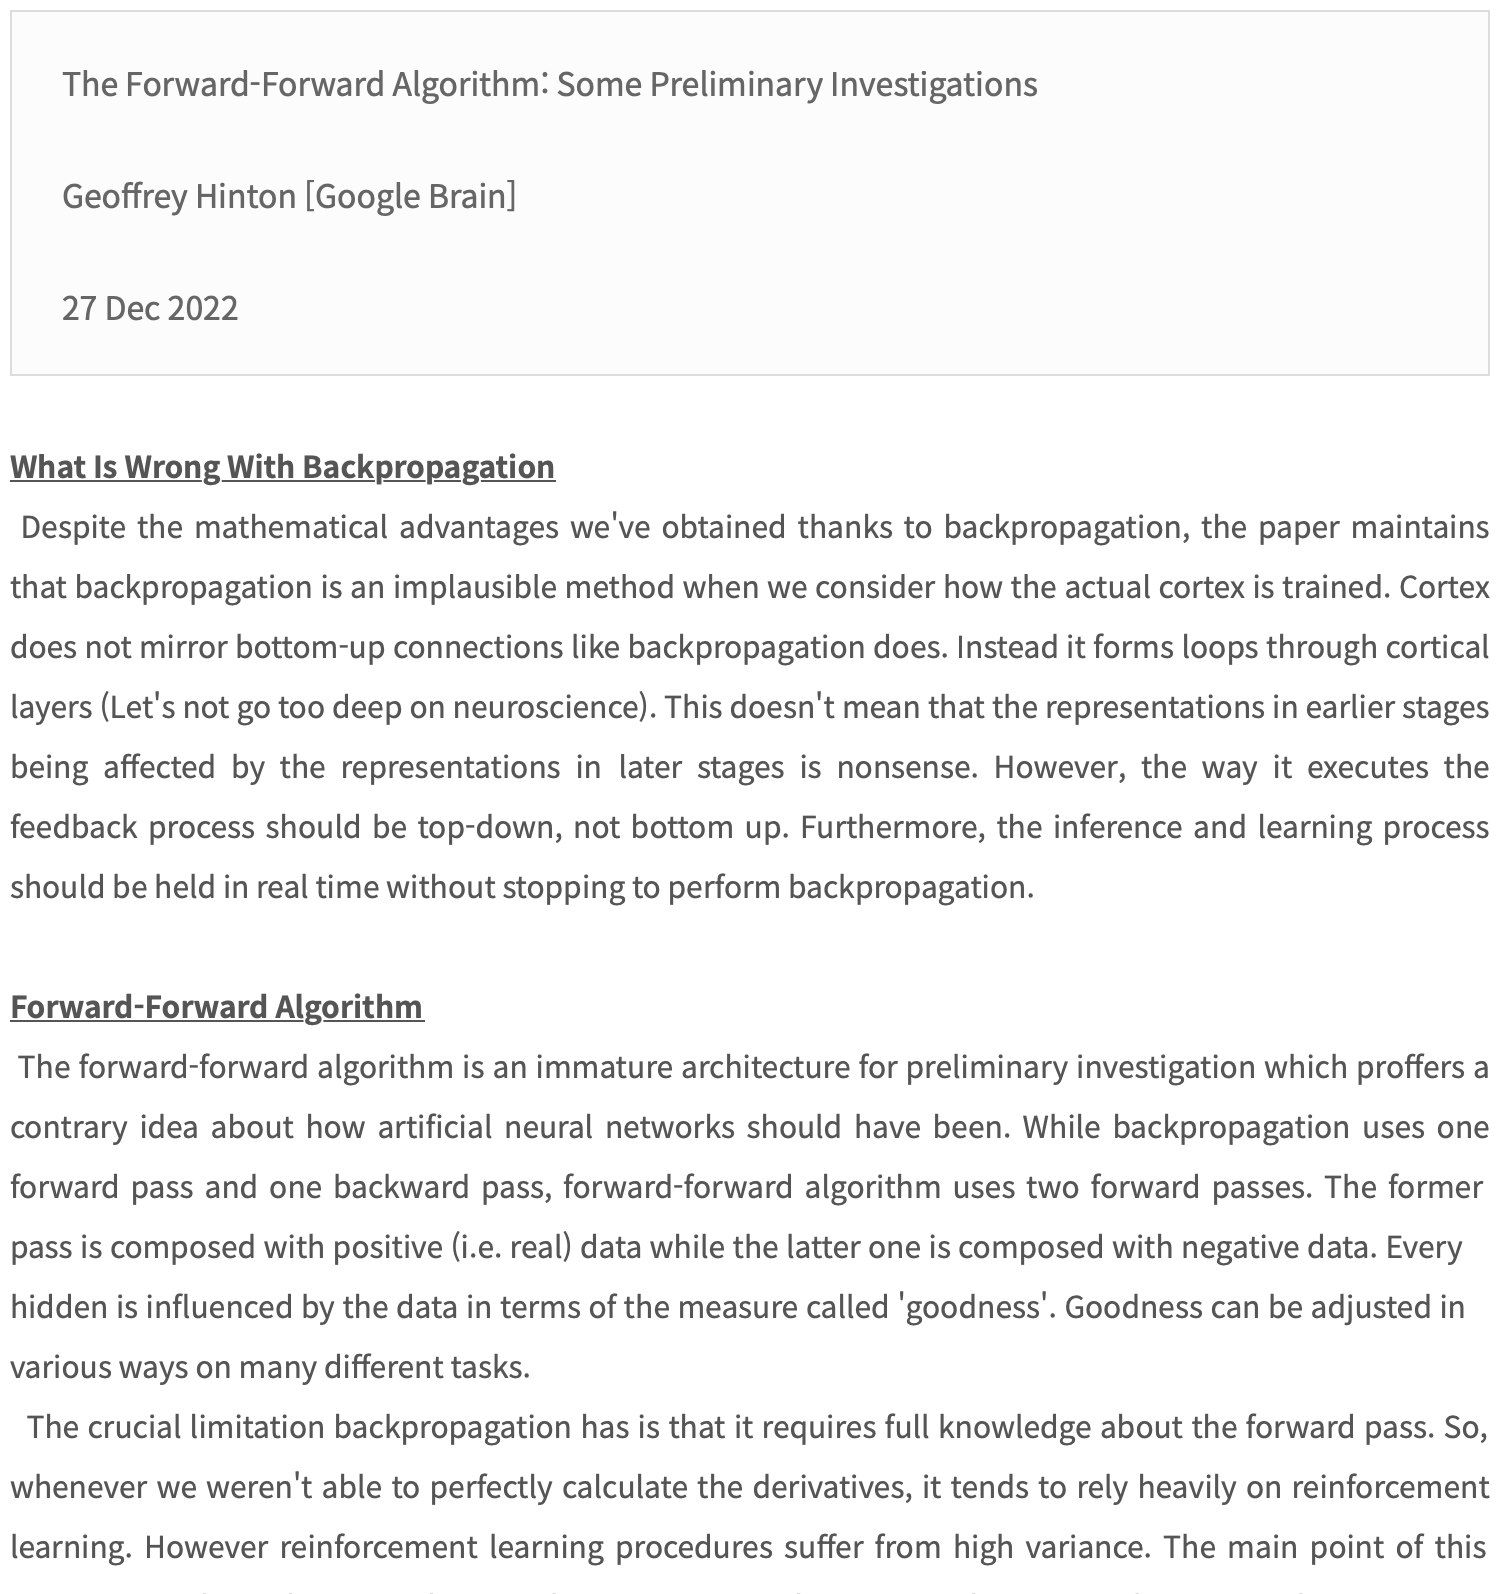 The Forward-Forward Algorithm: Some Preliminary Investigations
Geoffrey Hinton [Google Brain]
27 Dec 2022
What Is Wrong With Backpropagation
Despite the mathematical advantages we've obtained thanks to backpropagation, the paper maintains
that backpropagation is an implausible method when we consider how the actual cortex is trained. Cortex
does not mirror bottom-up connections like backpropagation does. Instead it forms loops through cortical
layers (Let's not go too deep on neuroscience). This doesn't mean that the representations in earlier stages
being affected by the representations in later stages is nonsense. However, the way it executes the
feedback process should be top-down, not bottom up. Furthermore, the inference and learning process
should be held in real time without stopping to perform backpropagation.
Forward-Forward Algorithm
The forward-forward algorithm is an immature architecture for preliminary investigation which proffers a
contrary idea about how artificial neural networks should have been. While backpropagation uses one
forward pass and one backward pass, forward-forward algorithm uses two forward passes. The former
pass is composed with positive (i.e. real) data while the latter one is composed with negative data. Every
hidden is influenced by the data in terms of the measure called 'goodness'. Goodness can be adjusted in
various ways on many different tasks.
The crucial limitation backpropagation has is that it requires full knowledge about the forward pass. So,
whenever we weren't able to perfectly calculate the derivatives, it tends to rely heavily on reinforcement
learning. However reinforcement learning procedures suffer from high variance. The main point of this